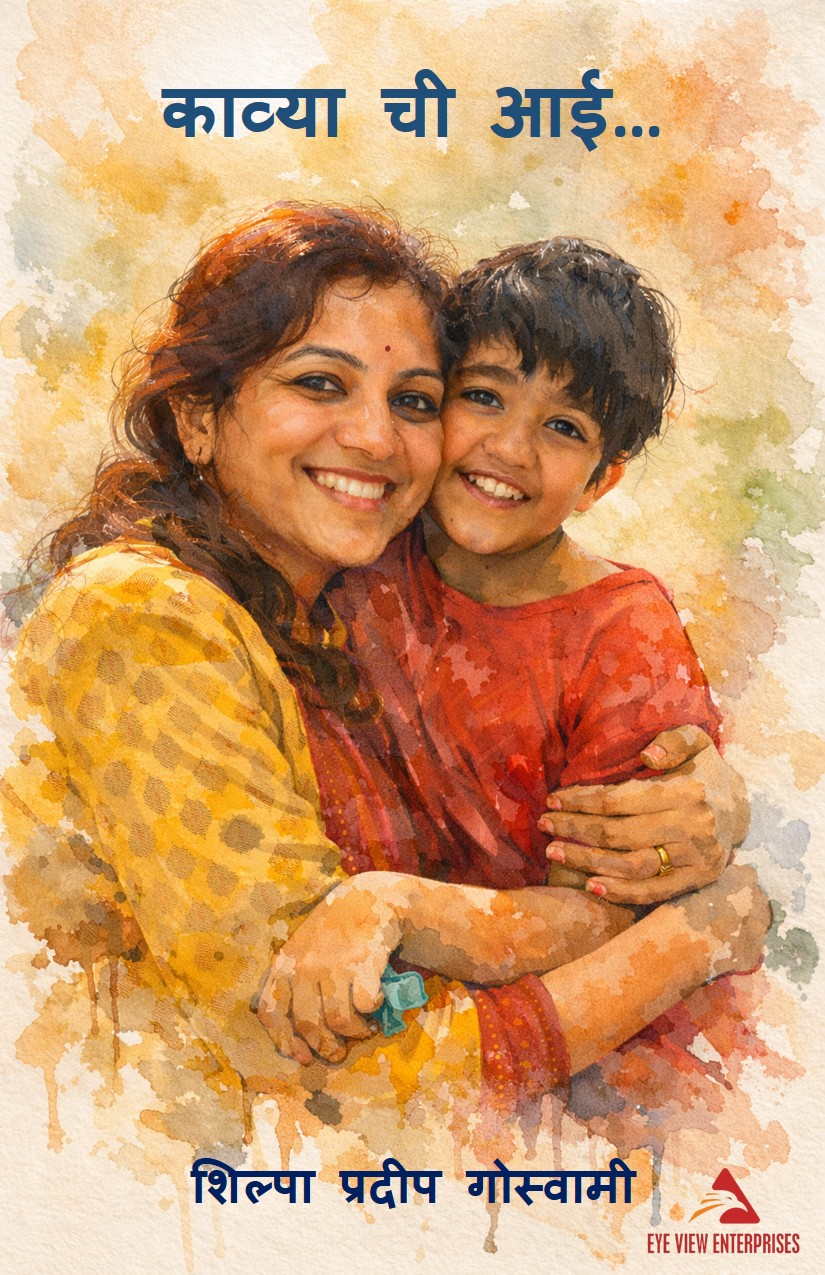 काव्या ची आई...
शिल्पा प्रदीप गोस्वामी
EYE VIEW ENTERPRISES